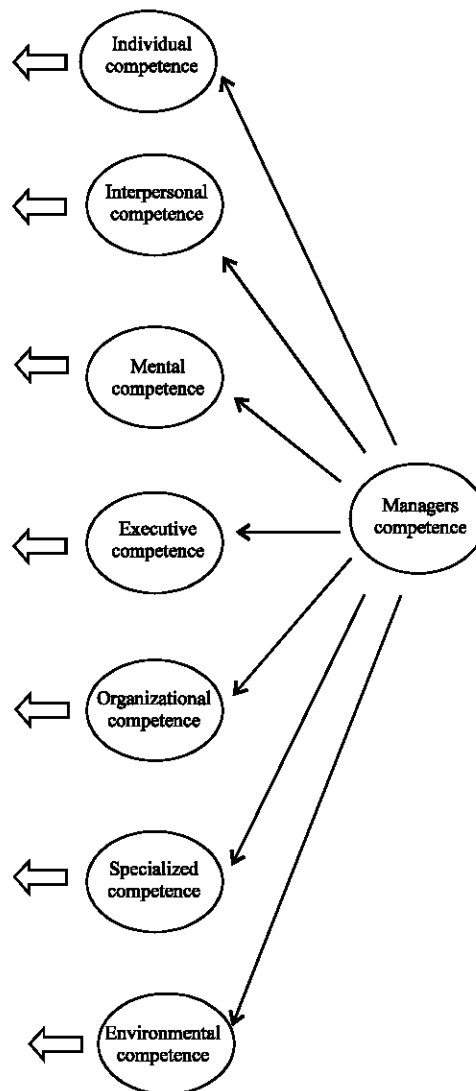 Individual
competence
Interpersonal
competence
Mental
competence
Managers
competence
Executive
competence
Organizational
competence
Specialized
competence
Environmental
competence